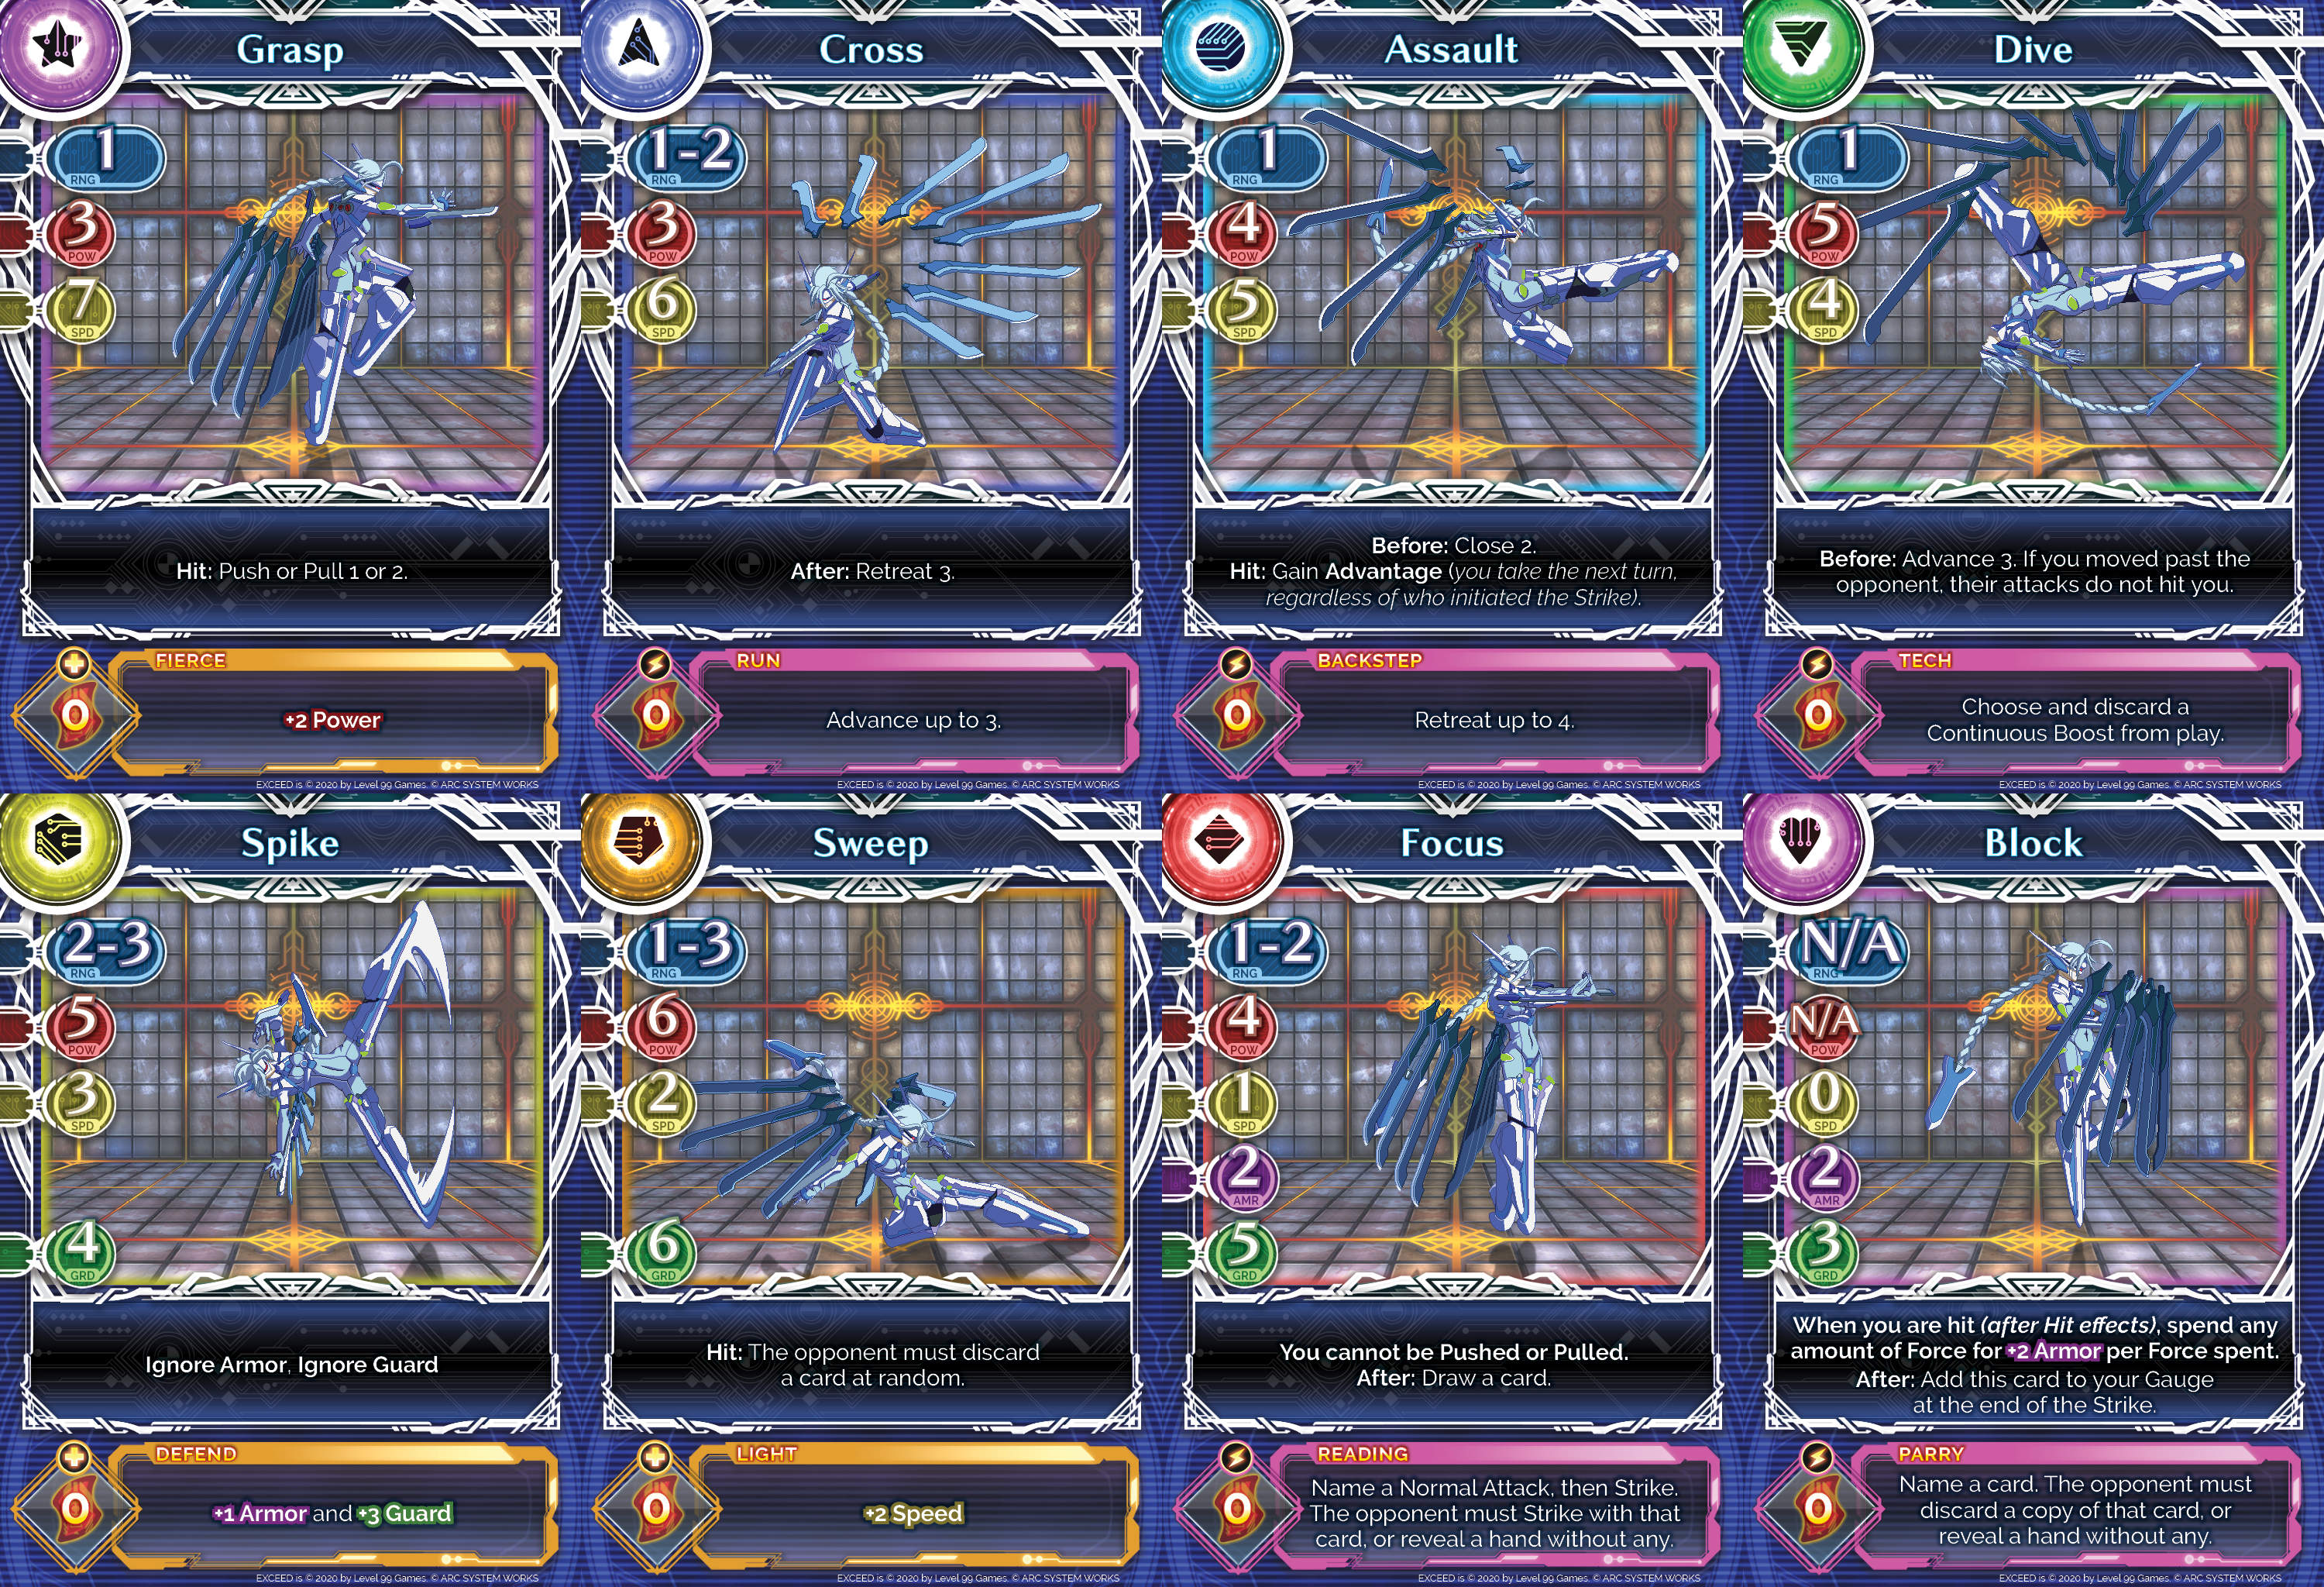 Grasp
1
RNG
3
POW
7
SPD
Hit: Push or Pull 1 or 2.
FIERCE
0
+2 Power
EXCEED is © 2020 by Level 99 Games. © ARC SYSTEM WORKS
Cross
1-2
RNG
3
POW
6
SPD
After: Retreat 3.
RUN
0
Advance up to 3.
EXCEED is © 2020 by Level 99 Games. © ARC SYSTEM WORKS
Assault
1
RNG
4
POW
5
SPD
Before: Close 2.
Hit: Gain Advantage (you take the next turn,
regardless of who initiated the Strike).
BACKSTEP
0
Retreat up to 4.
EXCEED is © 2020 by Level 99 Games. © ARC SYSTEM WORKS
Dive
1
RNG
5
POW
4
SPD
Before: Advance 3. If you moved past the
opponent, their attacks do not hit you.
TECH
0
Choose and discard a
Continuous Boost from play.
EXCEED is © 2020 by Level 99 Games. © ARC SYSTEM WORKS
Spike
2-3
RNG
5
POW
3
SPD
4
GRD
Ignore Armor, Ignore Guard
DEFEND
0
+1 Armor and +3 Guard
EXCEED is © 2020 by Level 99 Games. © ARC SYSTEM WORKS
Sweep
1-3
RNG
6
POW
2
SPD
6
GRD
Hit: The opponent must discard
a card at random.
LIGHT
0
+2 Speed
EXCEED is © 2020 by Level 99 Games. © ARC SYSTEM WORKS
Focus
1-2
RNG
4
POW
1
SPD
2
AMR
5
GRD
You cannot be Pushed or Pulled.
After: Draw a card.
READING
0
Name a Normal Attack, then Strike.
The opponent must Strike with that
card, or reveal a hand without any.
EXCEED is © 2020 by Level 99 Games. © ARC SYSTEM WORKS
Block
N/A
RNG
N/A
POW
0
SPD
2
AMR
3
GRD
When you are hit (after Hit effects), spend any
amount of Force for +2 Armor per Force spent.
After: Add this card to your Gauge
at the end of the Strike.
PARRY
0
Name a card. The opponent must
discard a copy of that card, or
reveal a hand without any.
EXCEED is © 2020 by Level 99 Games. © ARC SYSTEM WORKS